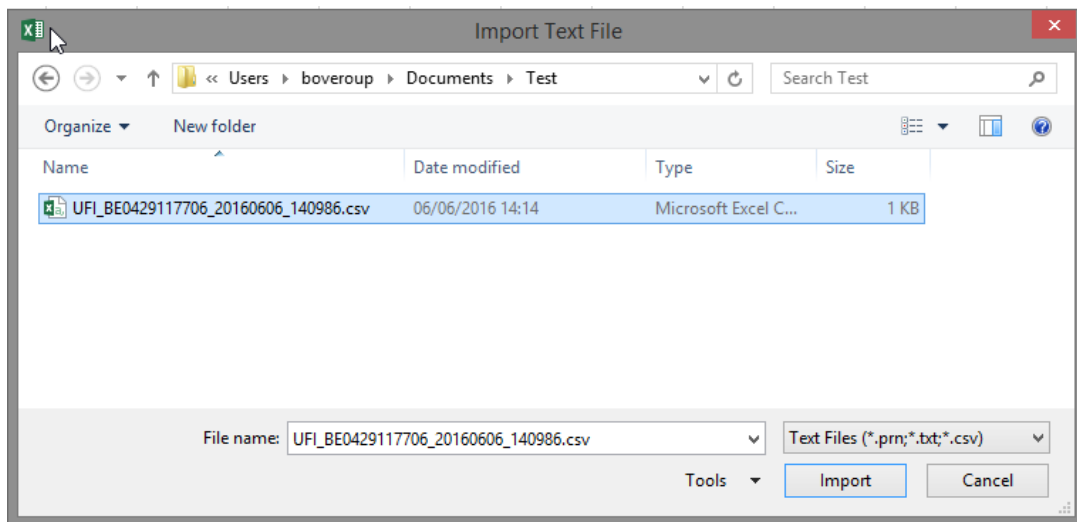 Import Text File
« Users Documents boveroup Test Search Test
Organize New folder
Name Date modified Type Size
UFI_BE0429117706_20160606_140986.csv 06/06/2016 14:14 Microsoft Excel C... 1 KB
File name: UFI_BE0429117706_20160606_140986.csv Text Files (*.prn;*.txt;*.csv)
Tools Import Cancel